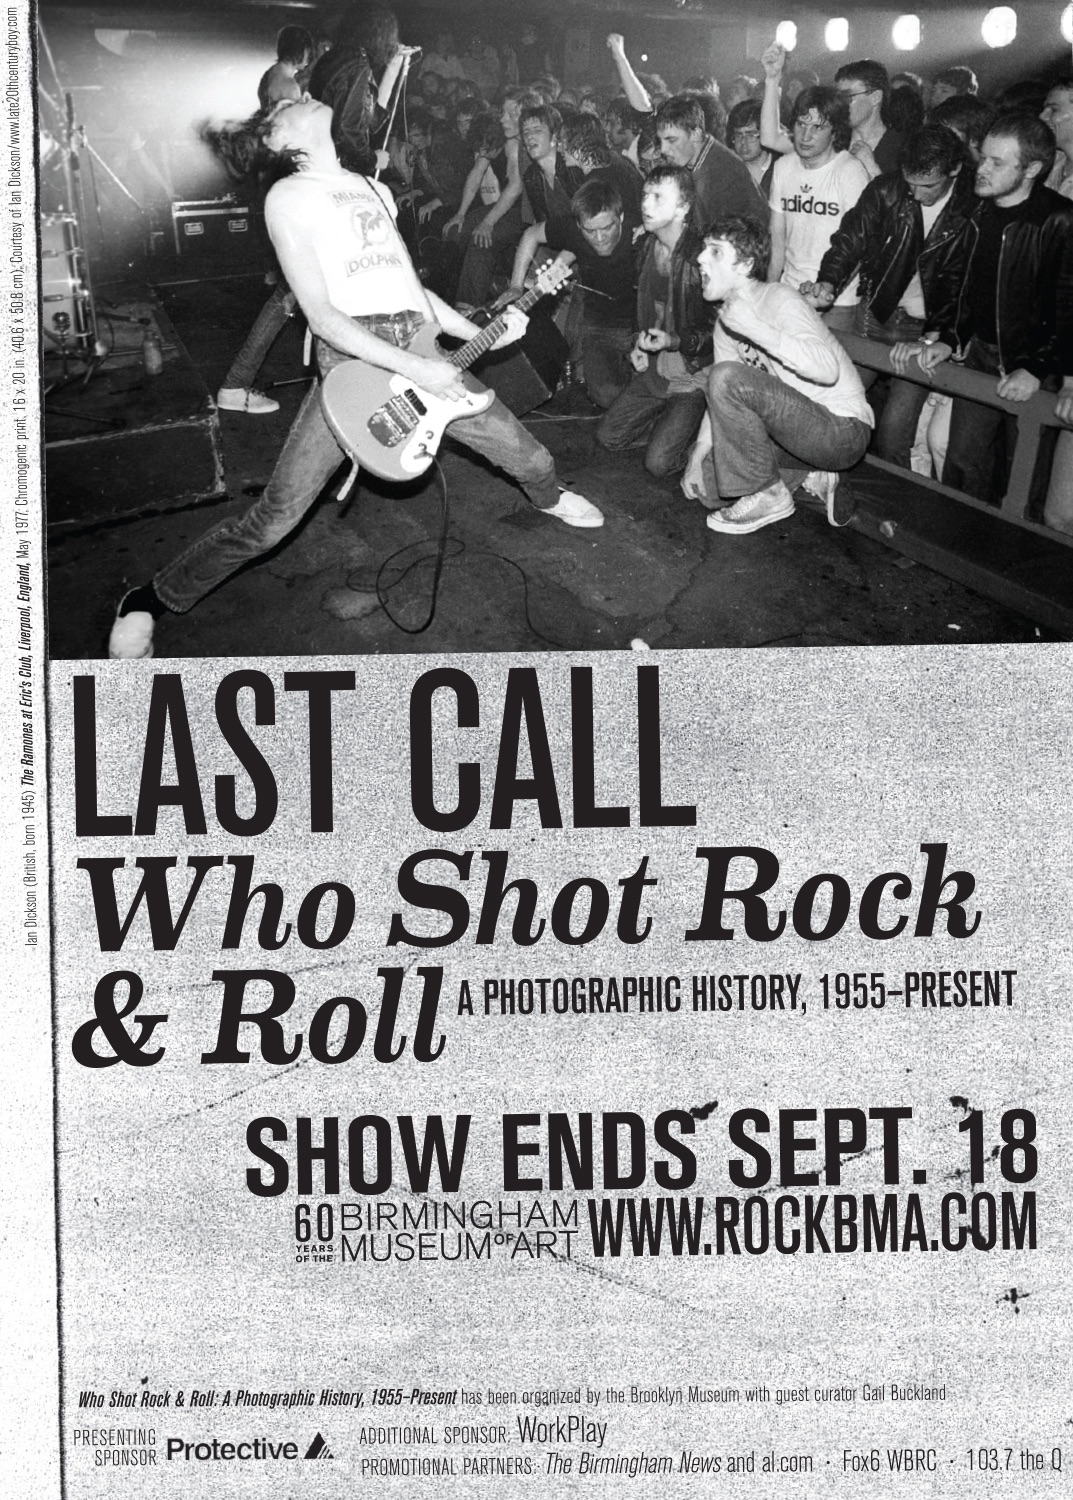 Ian Dickson (British, born 1945) The Ramones at Eric's Club, Liverpool, England, May 1977. Chromogenic print, 16 x 20 in. (40.6 x 50.8 cm); Courtesy of Ian Dickson/www.late20thcenturyboy.com
MIAMI
DOLPHIN
adidas
LAST CALL
Who Shot Rock
& Roll A PHOTOGRAPHIC HISTORY, 1955–PRESENT
SHOW ENDS SEPT. 18
60 YEARS OF THE BIRMINGHAM MUSEUM OF ART WWW.ROCKBMA.COM
Who Shot Rock & Roll: A Photographic History, 1955–Present has been organized by the Brooklyn Museum with guest curator Gail Buckland
PRESENTING SPONSOR Protective
ADDITIONAL SPONSOR: WorkPlay
PROMOTIONAL PARTNERS: The Birmingham News and al.com · Fox6 WBRC · 103.7 the Q